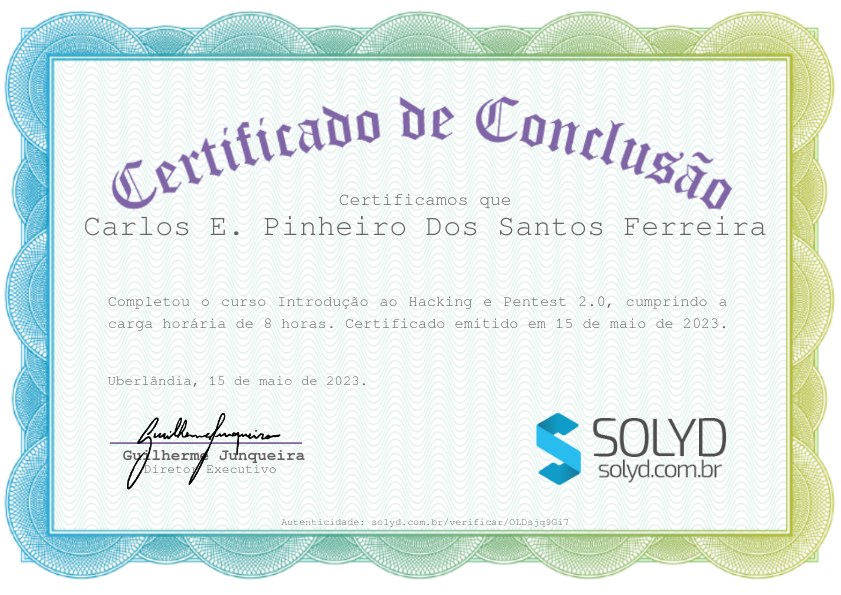 Certificado de Conclusão
Certificamos que
Carlos E. Pinheiro Dos Santos Ferreira
Completou o curso Introdução ao Hacking e Pentest 2.0, cumprindo a
carga horária de 8 horas. Certificado emitido em 15 de maio de 2023.
Uberlândia, 15 de maio de 2023.
Guilherme Junqueira
Guilherme Junqueira
Diretor Executivo
SOLYD
solyd.com.br
Autenticidade: solyd.com.br/verificar/OLDsjq9Gi7